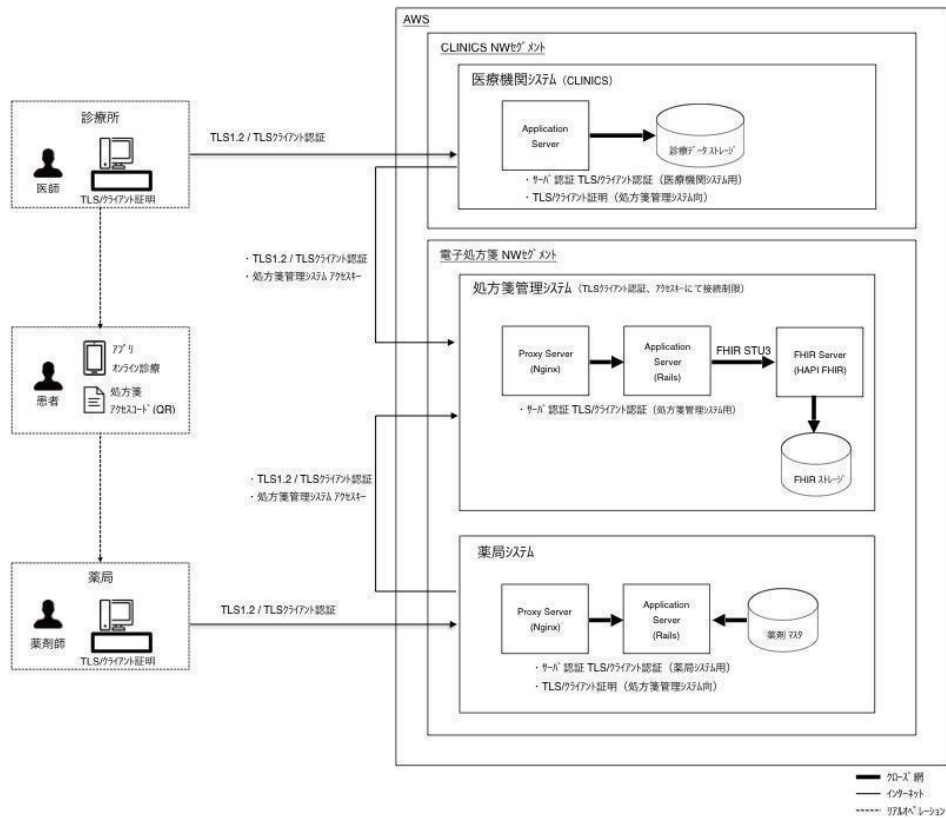 AWS
CLINICS NWｾｸﾞﾒﾝﾄ
医療機関システム（CLINICS）
Application
Server
診療データ ストレージ
・ ｻｰﾊﾞ 認証 TLS/ｸﾗｲｱﾝﾄ認証（医療機関システム用）
・ TLS/ｸﾗｲｱﾝﾄ証明（処方箋管理システム向）
診療所
医師
TLS/ｸﾗｲｱﾝﾄ証明
TLS1.2 / TLSｸﾗｲｱﾝﾄ認証
・ TLS1.2 / TLSｸﾗｲｱﾝﾄ認証
・ 処方箋管理システム アクセスキー
電子処方箋 NWｾｸﾞﾒﾝﾄ
処方箋管理システム（TLSｸﾗｲｱﾝﾄ認証、ｱｸｾｽｷｰにて接続制限）
Proxy Server
(Nginx)
Application
Server
(Rails)
FHIR STU3
FHIR Server
(HAPI FHIR)
・ ｻｰﾊﾞ 認証 TLS/ｸﾗｲｱﾝﾄ認証（処方箋管理システム用）
FHIR ストレージ
患者
ｱﾌﾟﾘ
ｵﾝﾗｲﾝ診療
処方箋
ｱｸｾｽｺｰﾄﾞ(QR)
・ TLS1.2 / TLSｸﾗｲｱﾝﾄ認証
・ 処方箋管理システム アクセスキー
薬局システム
Proxy Server
(Nginx)
Application
Server
(Rails)
薬剤 マスタ
・ ｻｰﾊﾞ 認証 TLS/ｸﾗｲｱﾝﾄ認証（薬局システム用）
・ TLS/ｸﾗｲｱﾝﾄ証明（処方箋管理システム向）
薬局
薬剤師
TLS/ｸﾗｲｱﾝﾄ証明
TLS1.2 / TLSｸﾗｲｱﾝﾄ認証
ｸﾛｰｽﾞ 網
ｲﾝﾀｰﾈｯﾄ
ﾘｱﾙｵﾍﾟﾚｰｼｮﾝ